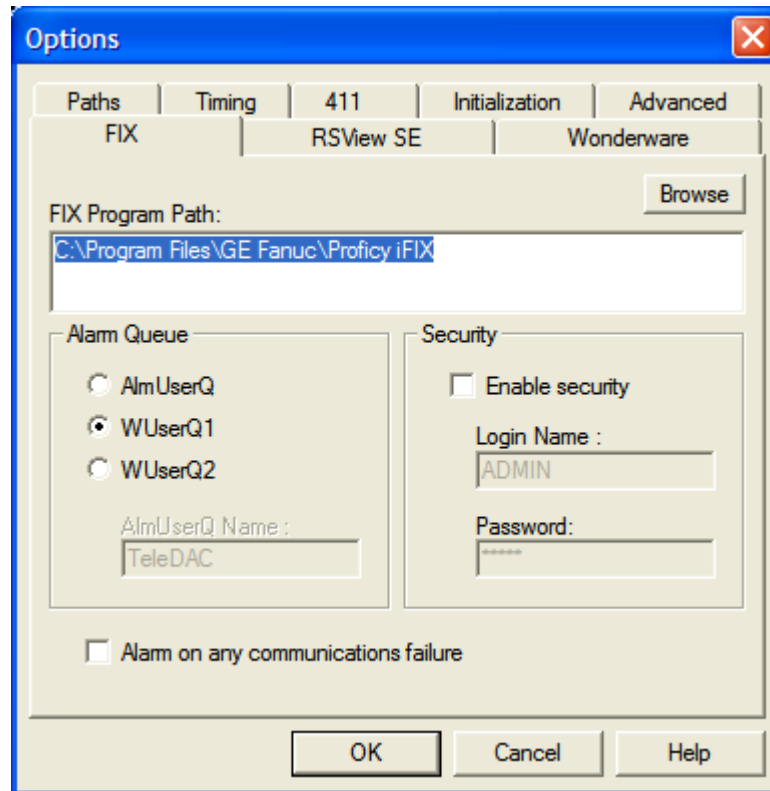 Options
Paths Timing 411 Initialization Advanced
FIX RSView SE Wonderware
Browse
FIX Program Path:
C:\Program Files\GE Fanuc\Proficy iFIX
Alarm Queue
AlmUserQ
WUserQ1
WUserQ2
AlmUserQ Name :
TeleDAC
Security
Enable security
Login Name :
ADMIN
Password:
*****
Alarm on any communications failure
OK Cancel Help